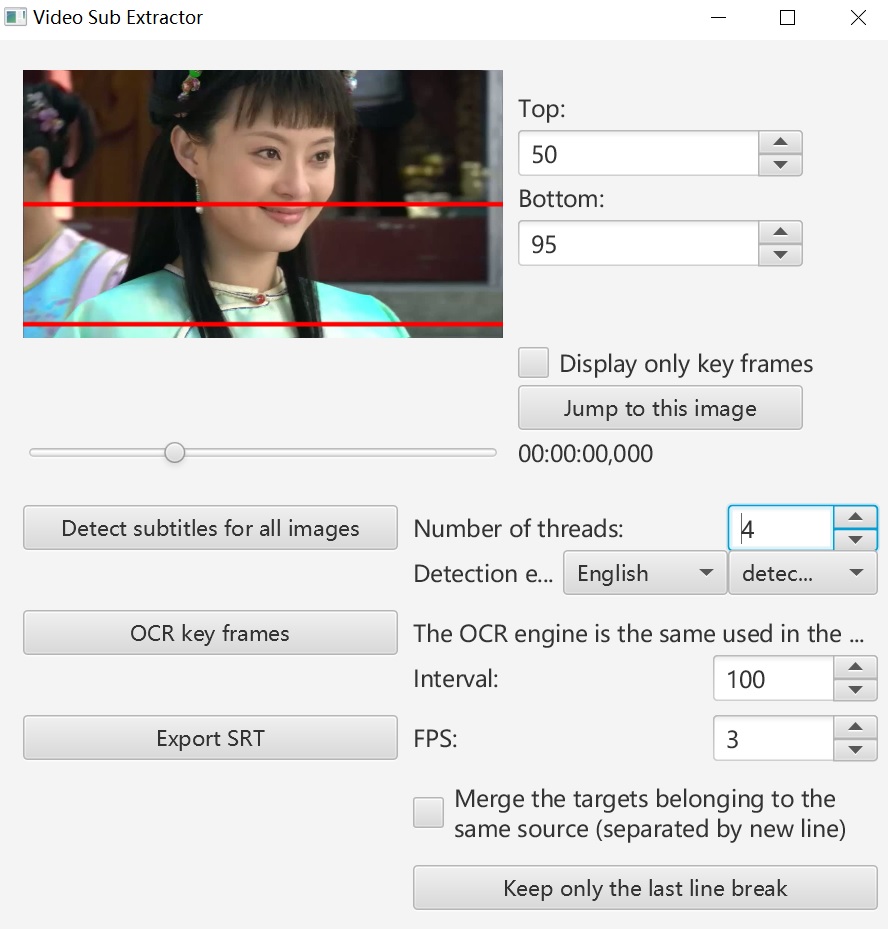 Video Sub Extractor
Top:
50
Bottom:
95
Display only key frames
Jump to this image
00:00:00,000
Detect subtitles for all images
Number of threads:
4
Detection e...
English
detec...
OCR key frames
The OCR engine is the same used in the ...
Interval:
100
Export SRT
FPS:
3
Merge the targets belonging to the
same source (separated by new line)
Keep only the last line break